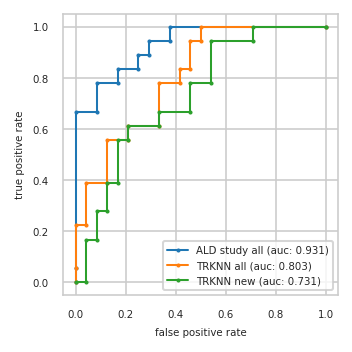 1.0
0.8
0.6
0.4
0.2
0.0
true positive rate
ALD study all (auc: 0.931)
TRKNN all (auc: 0.803)
TRKNN new (auc: 0.731)
0.0 0.2 0.4 0.6 0.8 1.0
false positive rate